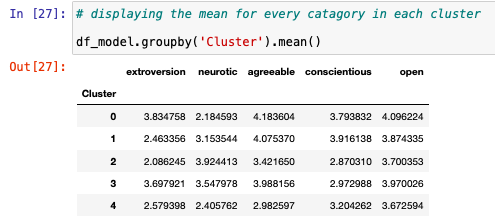 In [27]: # displaying the mean for every catagory in each cluster
df_model.groupby('Cluster').mean()
Out[27]:
extroversion neurotic agreeable conscientious open
Cluster
0 3.834758 2.184593 4.183604 3.793832 4.096224
1 2.463356 3.153544 4.075370 3.916138 3.874335
2 2.086245 3.924413 3.421650 2.870310 3.700353
3 3.697921 3.547978 3.988156 2.972988 3.970026
4 2.579398 2.405762 2.982597 3.204262 3.672594